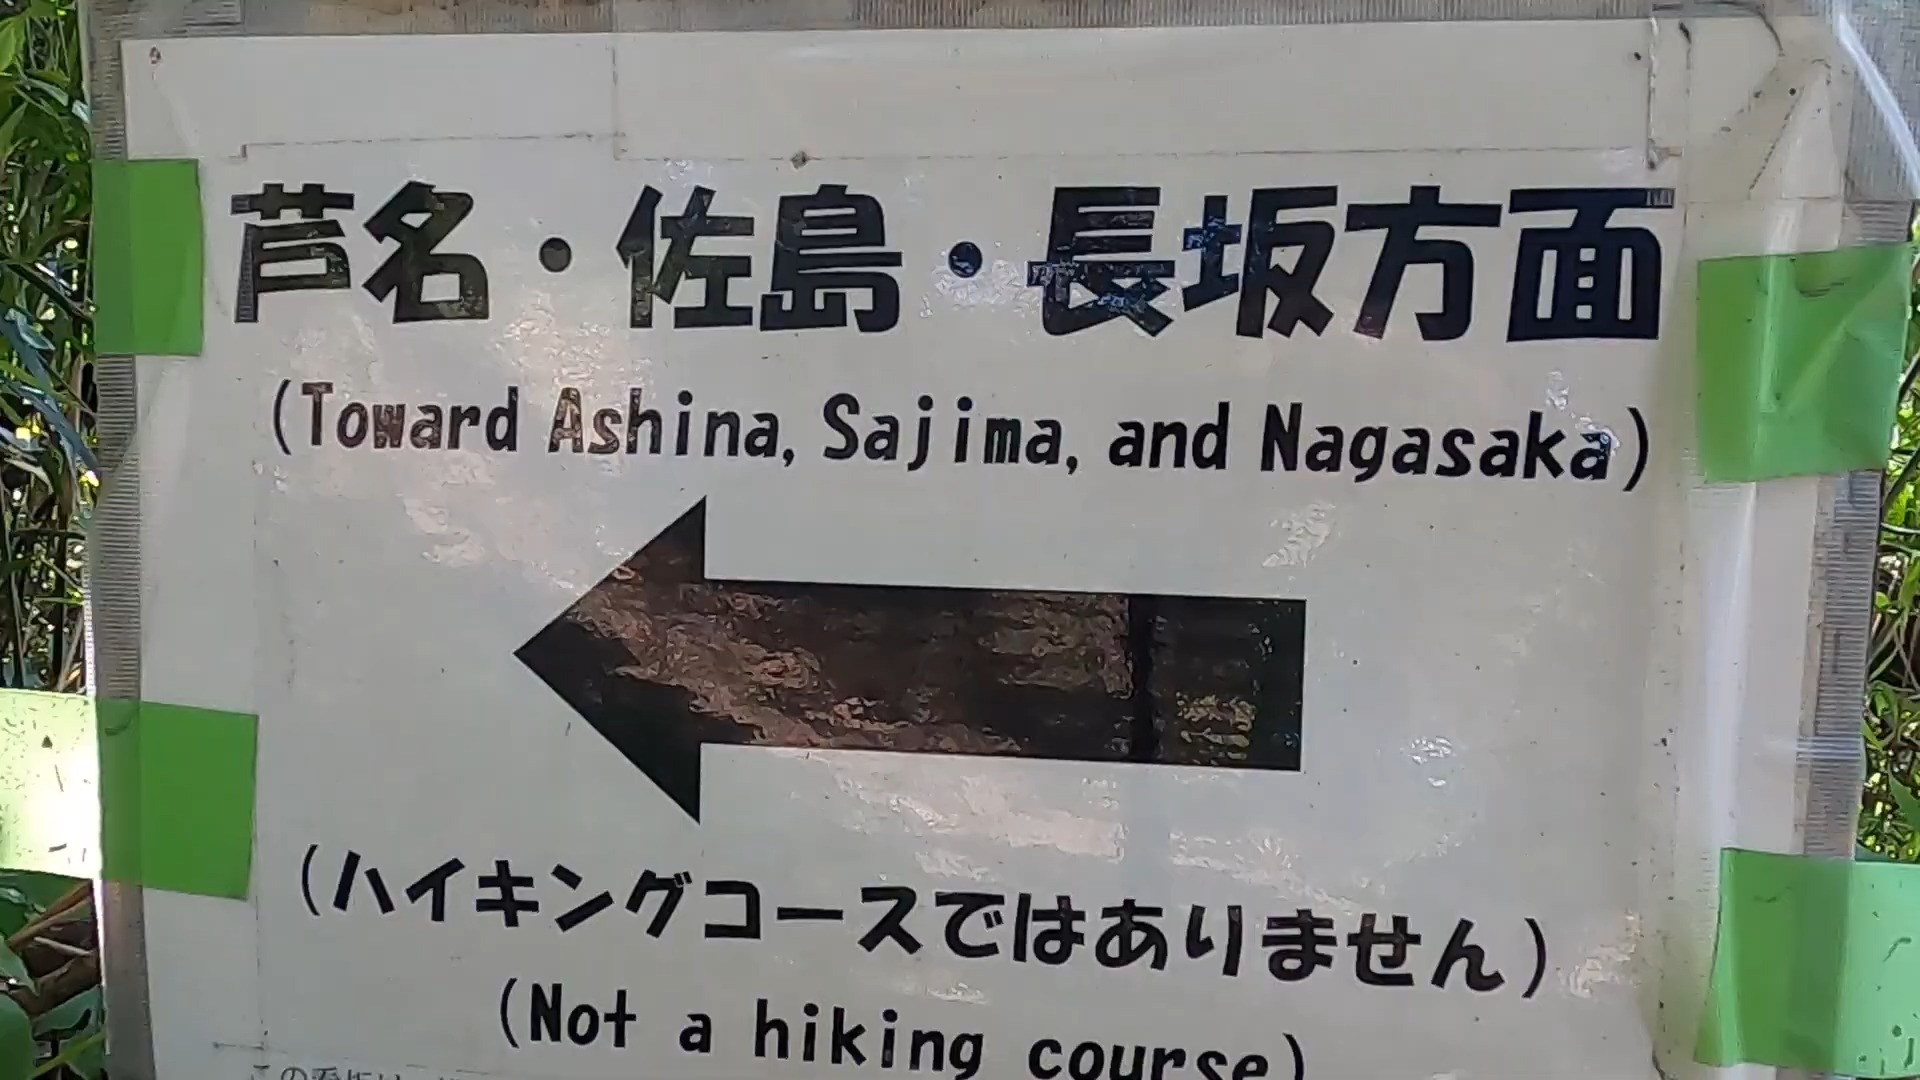 芦名・佐島・長坂方面
(Toward Ashina, Sajima, and Nagasaka)
(ハイキングコースではありません)
(Not a hiking course)